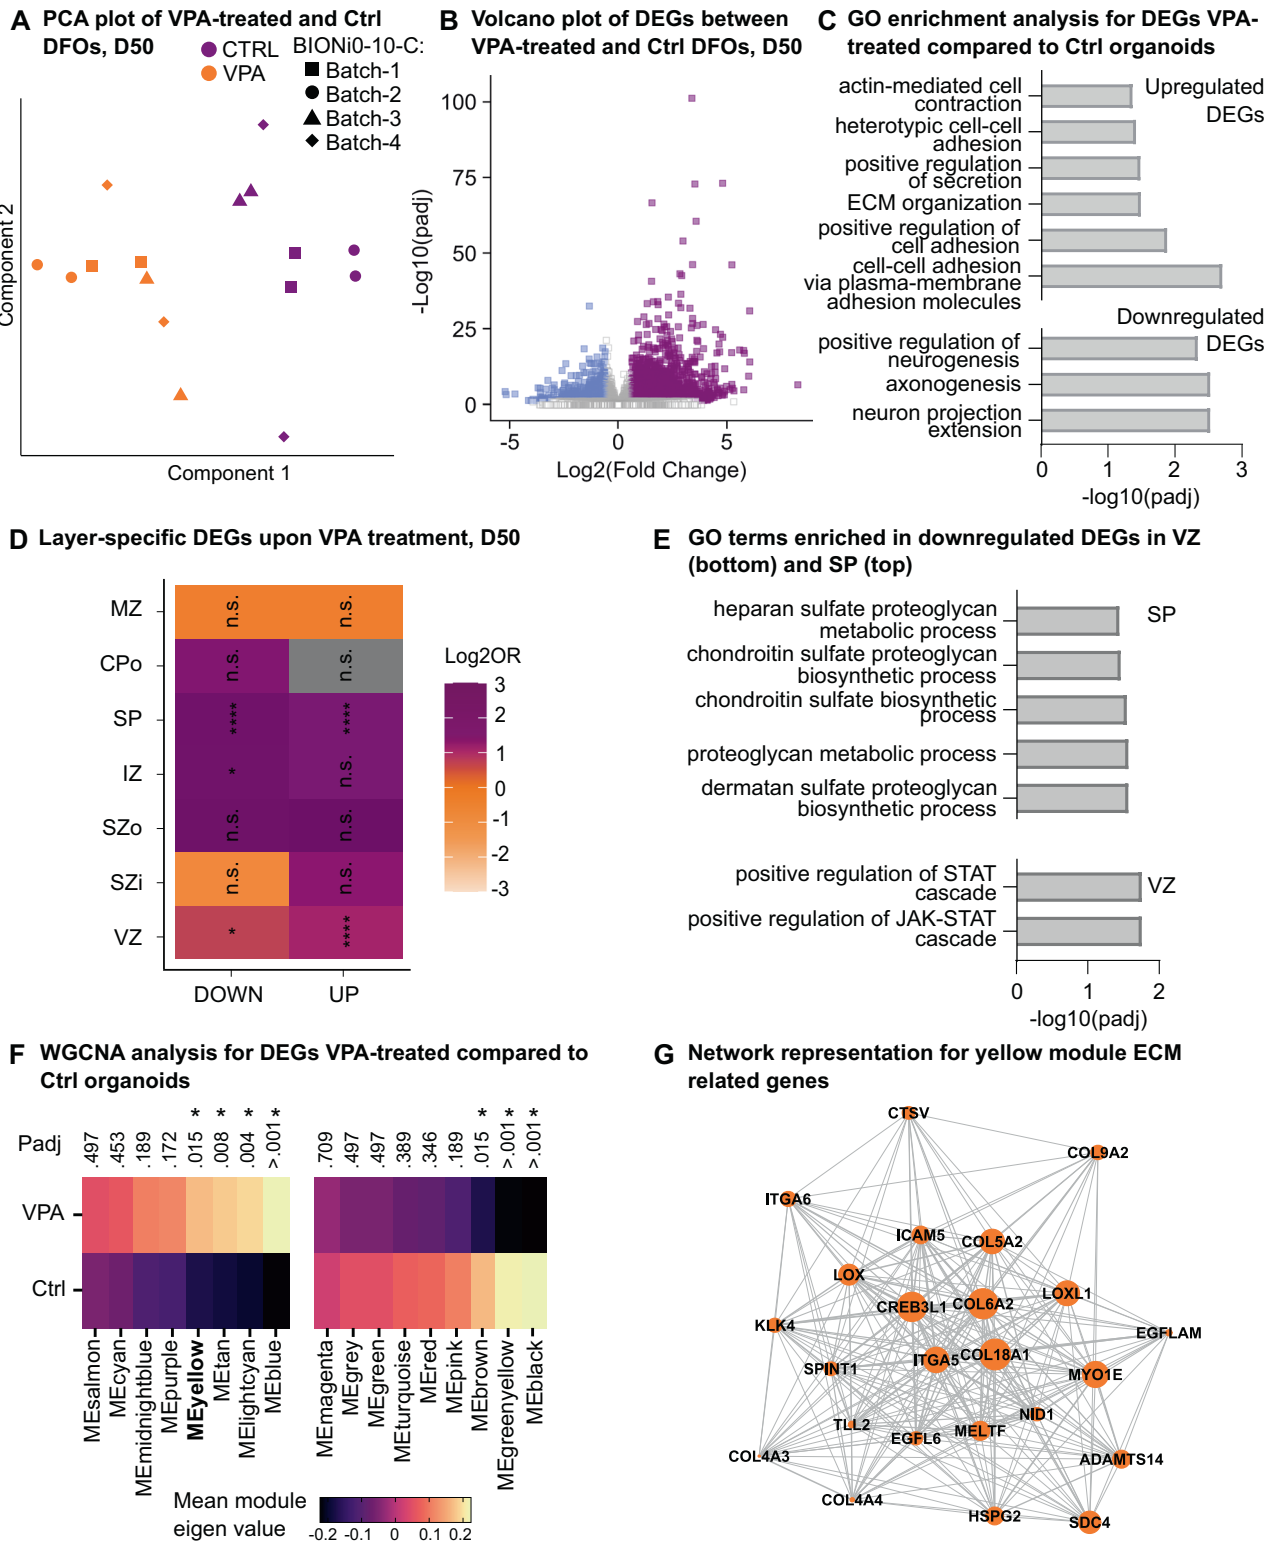 A PCA plot of VPA-treated and Ctrl
DFOs, D50
CTRL
VPA
BIONi0-10-C:
Batch-1
Batch-2
Batch-3
Batch-4
Component 2
Component 1
B Volcano plot of DEGs between
VPA-treated and Ctrl DFOs, D50
-Log10(padj)
100
75
50
25
0
-5
0
5
Log2(Fold Change)
C GO enrichment analysis for DEGs VPA-
treated compared to Ctrl organoids
Upregulated
DEGs
actin-mediated cell
contraction
heterotypic cell-cell
adhesion
positive regulation
of secretion
ECM organization
positive regulation of
cell adhesion
cell-cell adhesion
via plasma-membrane
adhesion molecules
Downregulated
DEGs
positive regulation of
neurogenesis
axonogenesis
neuron projection
extension
0
1
2
3
-log10(padj)
D Layer-specific DEGs upon VPA treatment, D50
MZ
n.s.
n.s.
CPo
n.s.
n.s.
SP
****
****
IZ
*
n.s.
SZo
n.s.
n.s.
SZi
n.s.
n.s.
VZ
*
****
DOWN
UP
Log2OR
3
2
1
0
-1
-2
-3
E GO terms enriched in downregulated DEGs in VZ
(bottom) and SP (top)
SP
heparan sulfate proteoglycan
metabolic process
chondroitin sulfate proteoglycan
biosynthetic process
chondroitin sulfate biosynthetic
process
proteoglycan metabolic process
dermatan sulfate proteoglycan
biosynthetic process
VZ
positive regulation of STAT
cascade
positive regulation of JAK-STAT
cascade
0
1
2
-log10(padj)
F WGCNA analysis for DEGs VPA-treated compared to
Ctrl organoids
Padj
.497
.453
.189
.172
.015 *
.008 *
.004 *
>.001 *
.709
.497
.497
.389
.346
.189
.015 *
>.001 *
>.001 *
VPA
Ctrl
MEsalmon
MEcyan
MEmidnightblue
MEpurple
MEyellow
MEtan
MElightcyan
MEblue
MEmagenta
MEgrey
MEgreen
MEturquoise
MEred
MEpink
MEbrown
MEgreenyellow
MEblack
Mean module
eigen value
-0.2 -0.1 0 0.1 0.2
G Network representation for yellow module ECM
related genes
CTSV
COL9A2
ITGA6
ICAM5
COL5A2
LOX
LOXL1
CREB3L1
COL6A2
KLK4
EGFLAM
SPINT1
ITGA5
COL18A1
MYO1E
NID1
TLL2
EGFL6
MELTF
COL4A3
ADAMTS14
COL4A4
HSPG2
SDC4